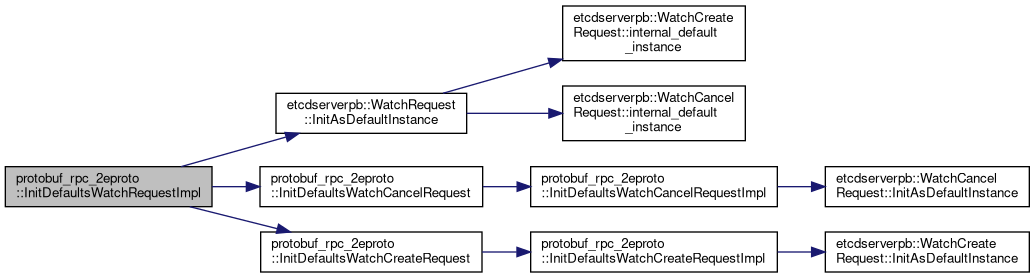 etcdserverpb::WatchCreate
Request::internal_default
_instance
etcdserverpb::WatchRequest
::InitAsDefaultInstance
etcdserverpb::WatchCancel
Request::internal_default
_instance
protobuf_rpc_2eproto
::InitDefaultsWatchRequestImpl
protobuf_rpc_2eproto
::InitDefaultsWatchCancelRequest
protobuf_rpc_2eproto
::InitDefaultsWatchCancelRequestImpl
etcdserverpb::WatchCancel
Request::InitAsDefaultInstance
protobuf_rpc_2eproto
::InitDefaultsWatchCreateRequest
protobuf_rpc_2eproto
::InitDefaultsWatchCreateRequestImpl
etcdserverpb::WatchCreate
Request::InitAsDefaultInstance